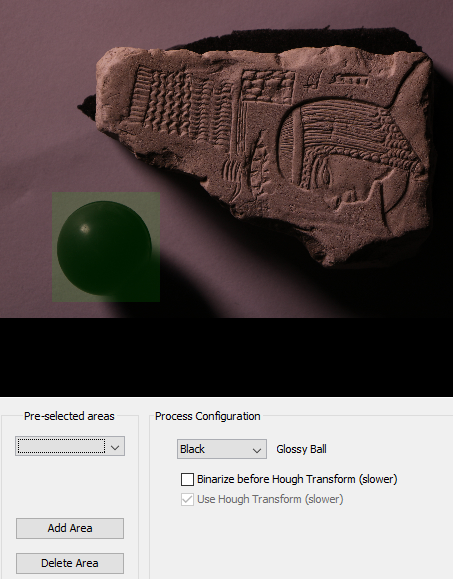 Pre-selected areas
Process Configuration
Black
Glossy Ball
Binarize before Hough Transform (slower)
Use Hough Transform (slower)
Add Area
Delete Area